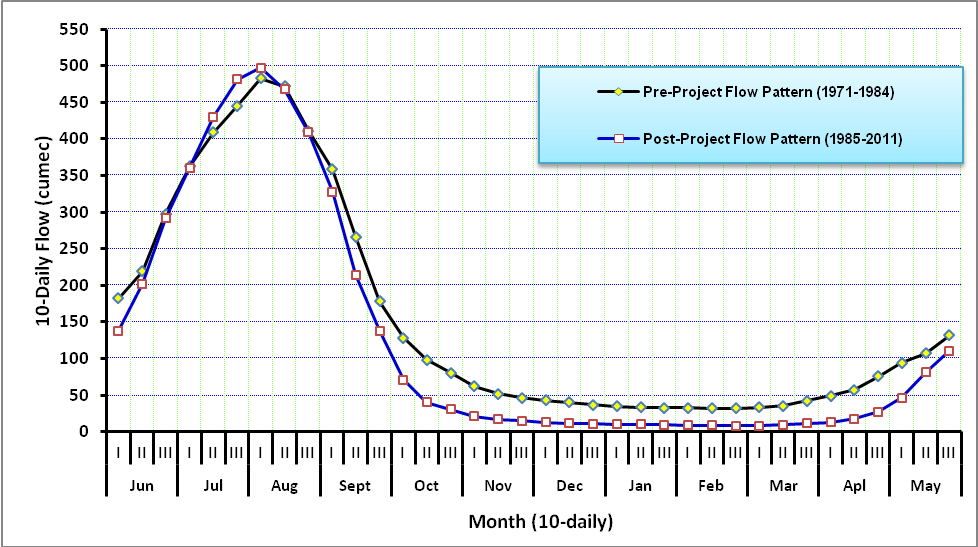 550
500
450
400
350
300
250
200
150
100
50
0
10-Daily Flow (cumec)
Pre-Project Flow Pattern (1971-1984)
Post-Project Flow Pattern (1985-2011)
I II III I II III I II III I II III I II III I II III I II III I II III I II III I II III I II III I II III
Jun Jul Aug Sept Oct Nov Dec Jan Feb Mar Apl May
Month (10-daily)